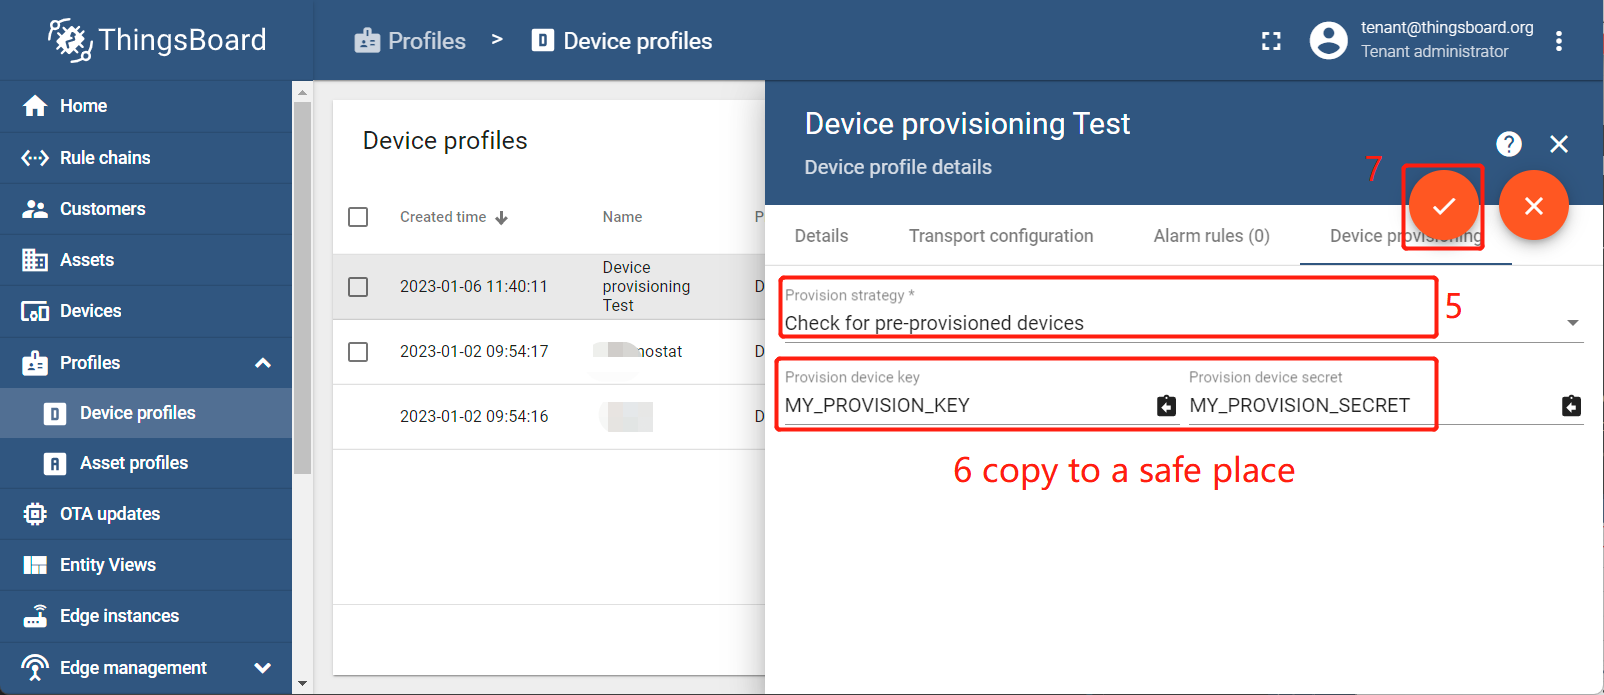 ThingsBoard
Profiles > Device profiles
tenant@thingsboard.org
Tenant administrator
Home
Rule chains
Customers
Assets
Devices
Profiles
Device profiles
Asset profiles
OTA updates
Entity Views
Edge instances
Edge management
Device profiles
Created time Name P
2023-01-06 11:40:11 Device provisioning Test D
2023-01-02 09:54:17 mostat D
2023-01-02 09:54:16 D
Device provisioning Test
Device profile details
7
Details Transport configuration Alarm rules (0) Device provisioning
Provision strategy *
Check for pre-provisioned devices
5
Provision device key Provision device secret
MY_PROVISION_KEY MY_PROVISION_SECRET
6 copy to a safe place